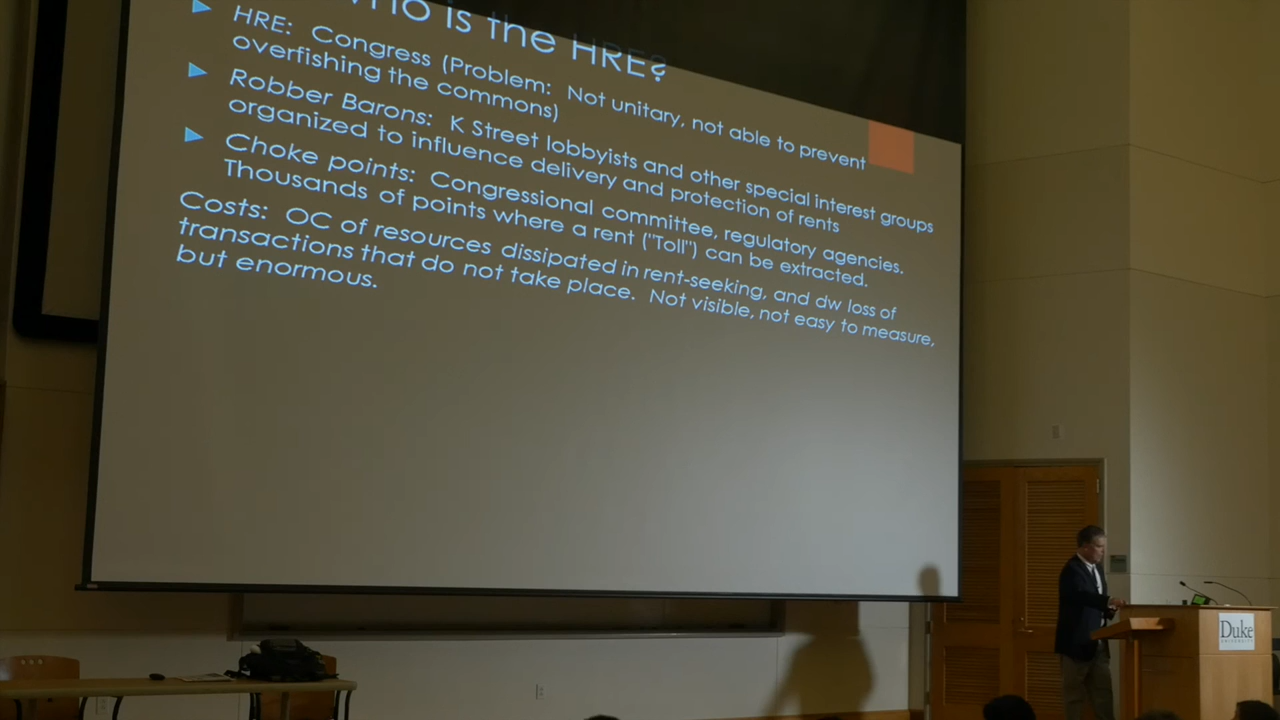 Who is the HRE?
HRE: Congress (Problem: Not unitary, not able to prevent
overfishing the commons)
Robber Barons: K Street lobbyists and other special interest groups
organized to influence delivery and protection of rents
Choke points: Congressional committee, regulatory agencies.
Thousands of points where a rent ("Toll") can be extracted.
Costs: OC of resources dissipated in rent-seeking, and dw loss of
transactions that do not take place. Not visible, not easy to measure,
but enormous.
Duke
UNIVERSITY